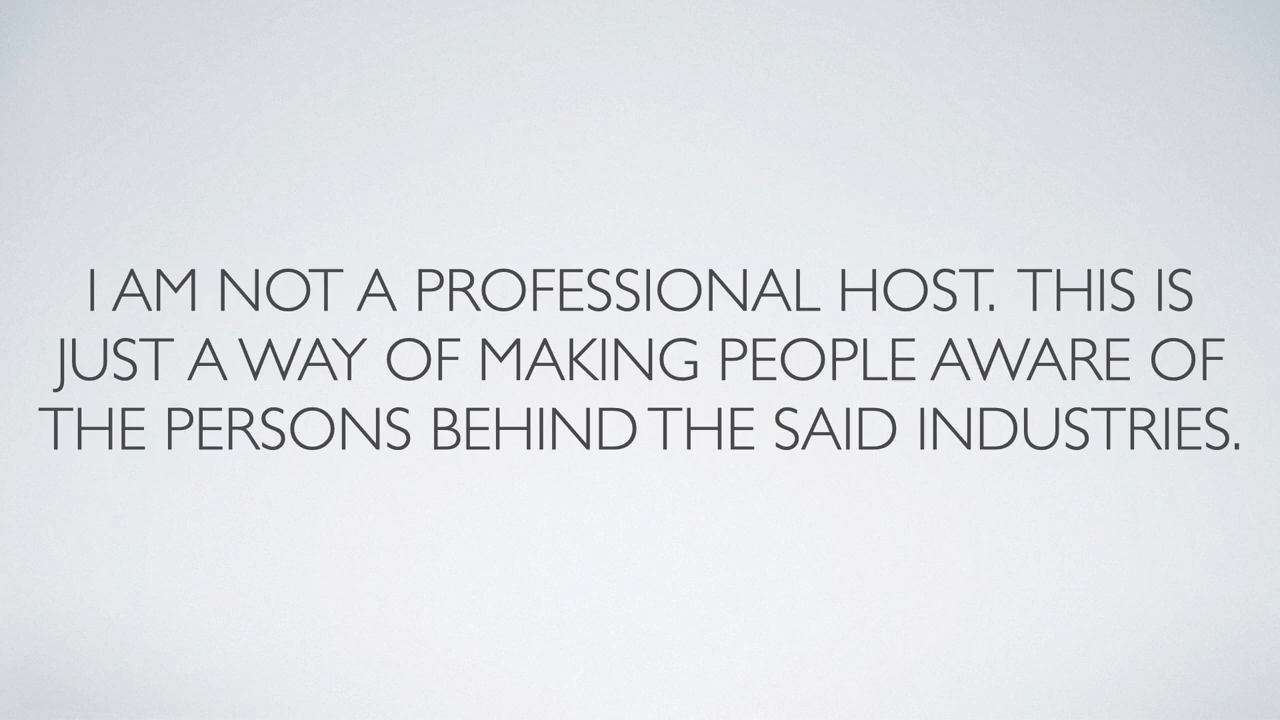 I AM NOT A PROFESSIONAL HOST. THIS IS
JUST A WAY OF MAKING PEOPLE AWARE OF
THE PERSONS BEHIND THE SAID INDUSTRIES.